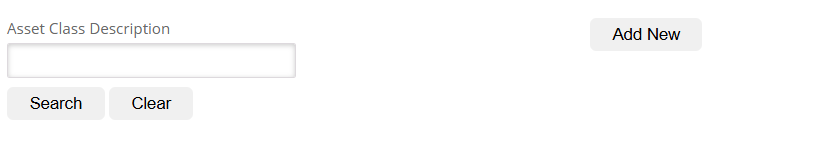 Asset Class Description
Add New
Search Clear